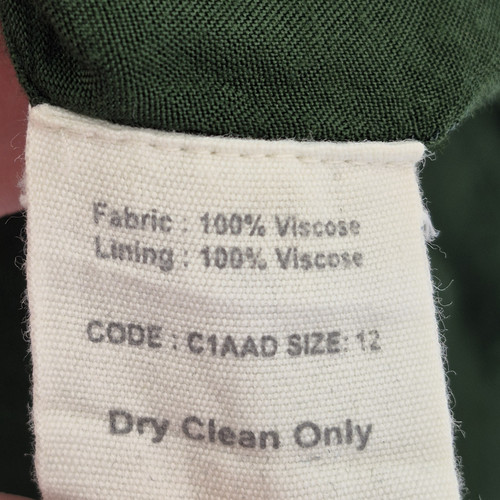 Fabric : 100% Viscose
Lining : 100% Viscose
CODE : C1AAD SIZE: 12
Dry Clean Only